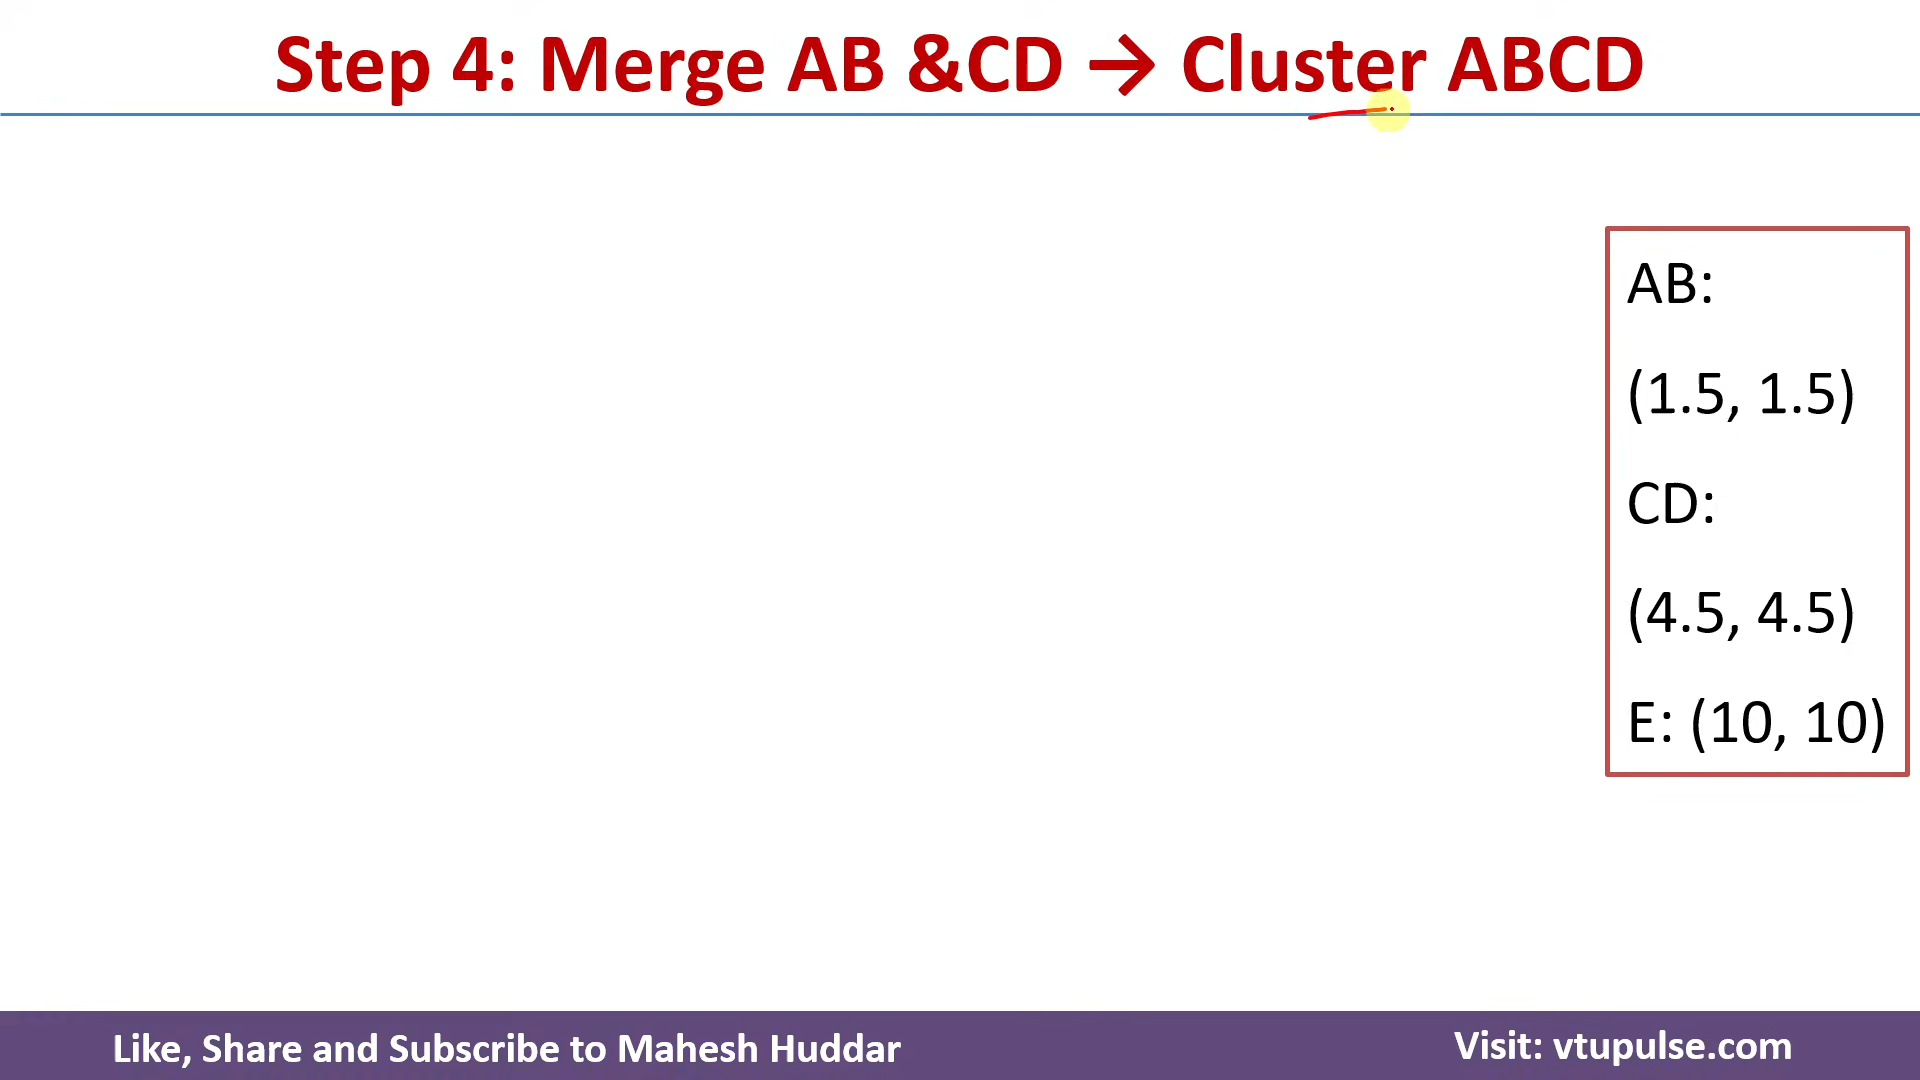 Step 4: Merge AB &CD → Cluster ABCD
AB:
(1.5, 1.5)
CD:
(4.5, 4.5)
E: (10, 10)
Like, Share and Subscribe to Mahesh Huddar
Visit: vtupulse.com